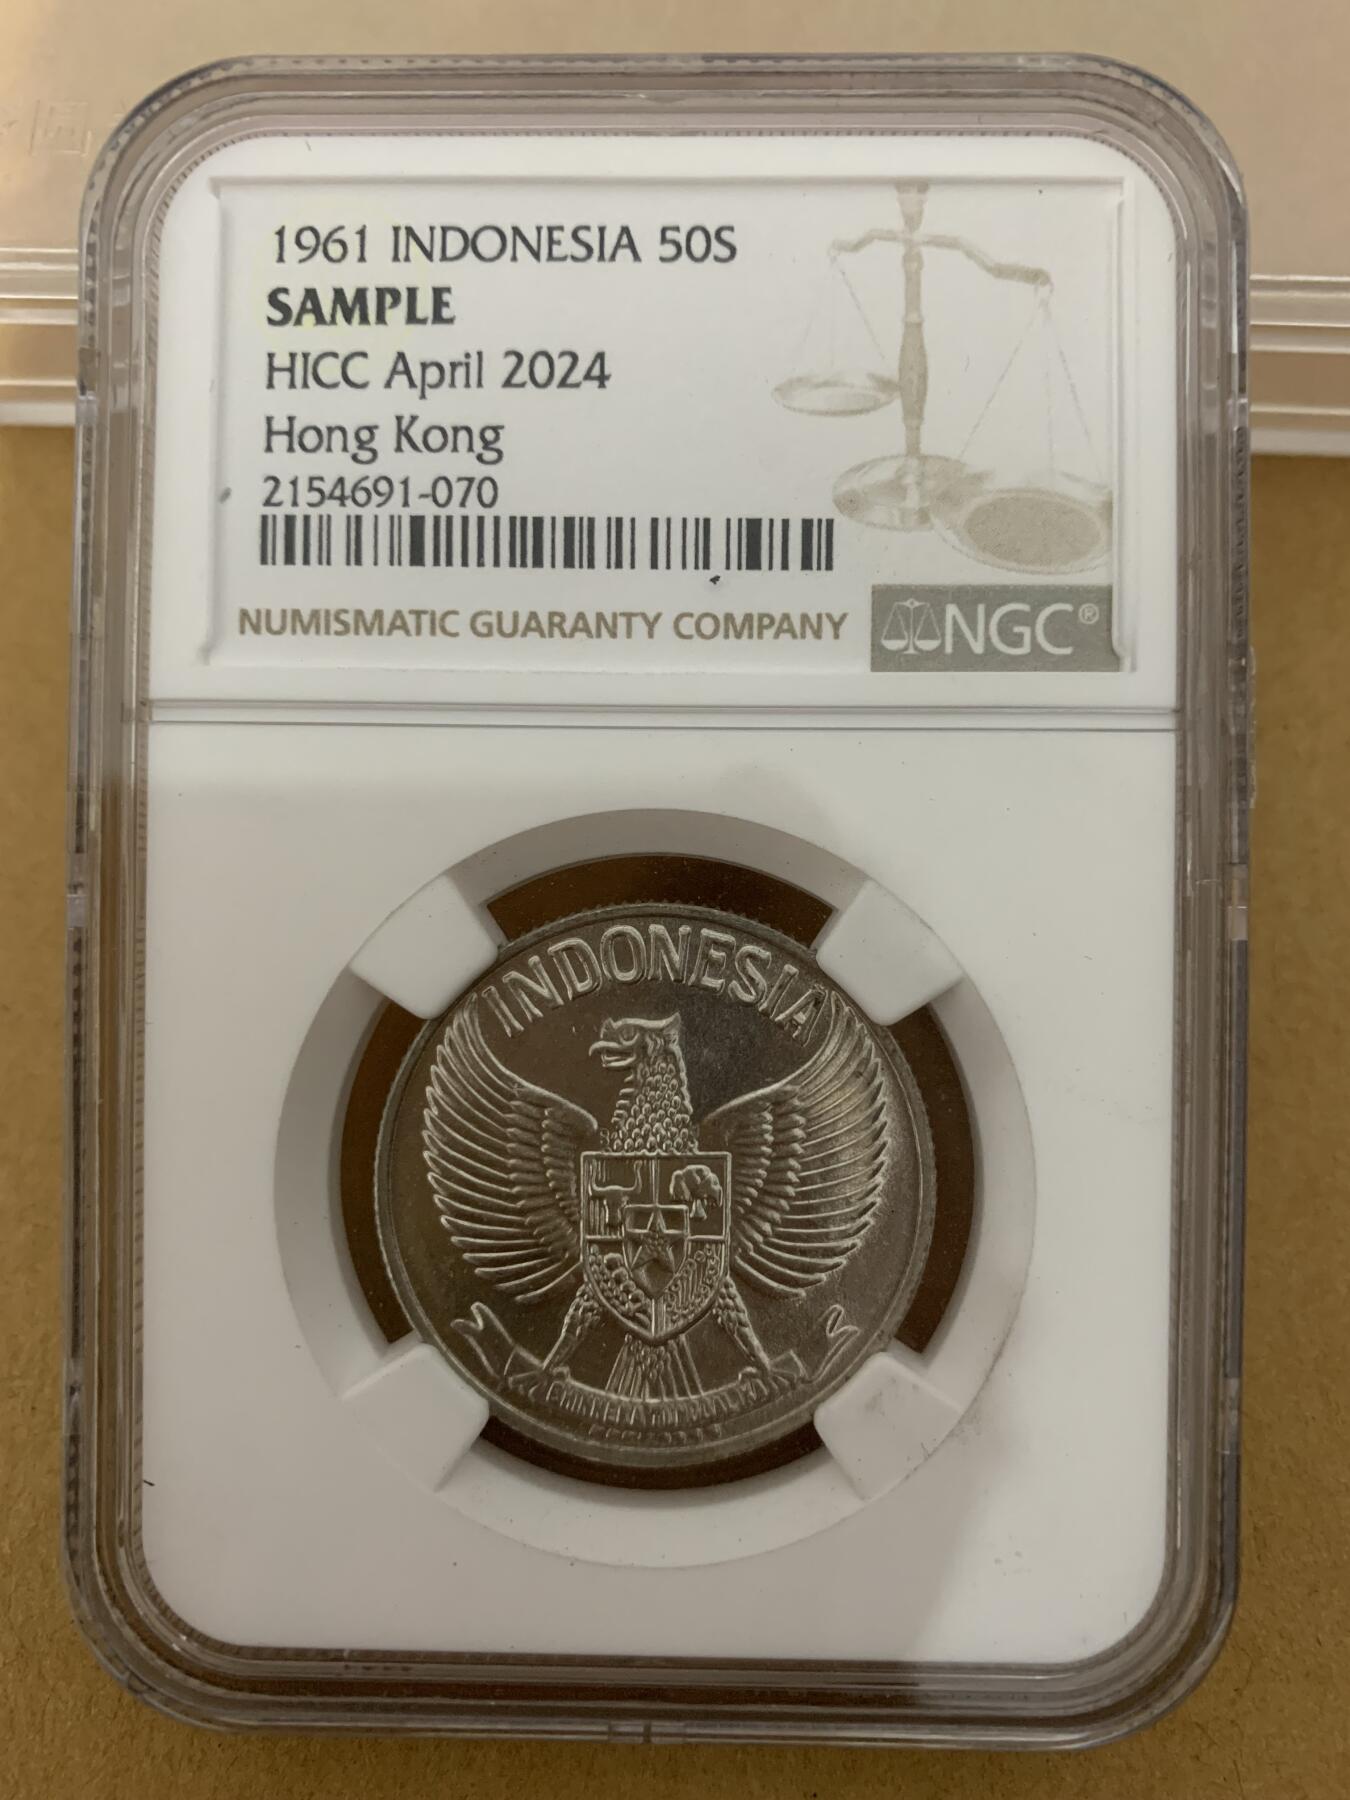 1961 INDONESIA 50S
SAMPLE
HICC April 2024
Hong Kong
2154691-070
NUMISMATIC GUARANTY COMPANY
NGC®
INDONESIA